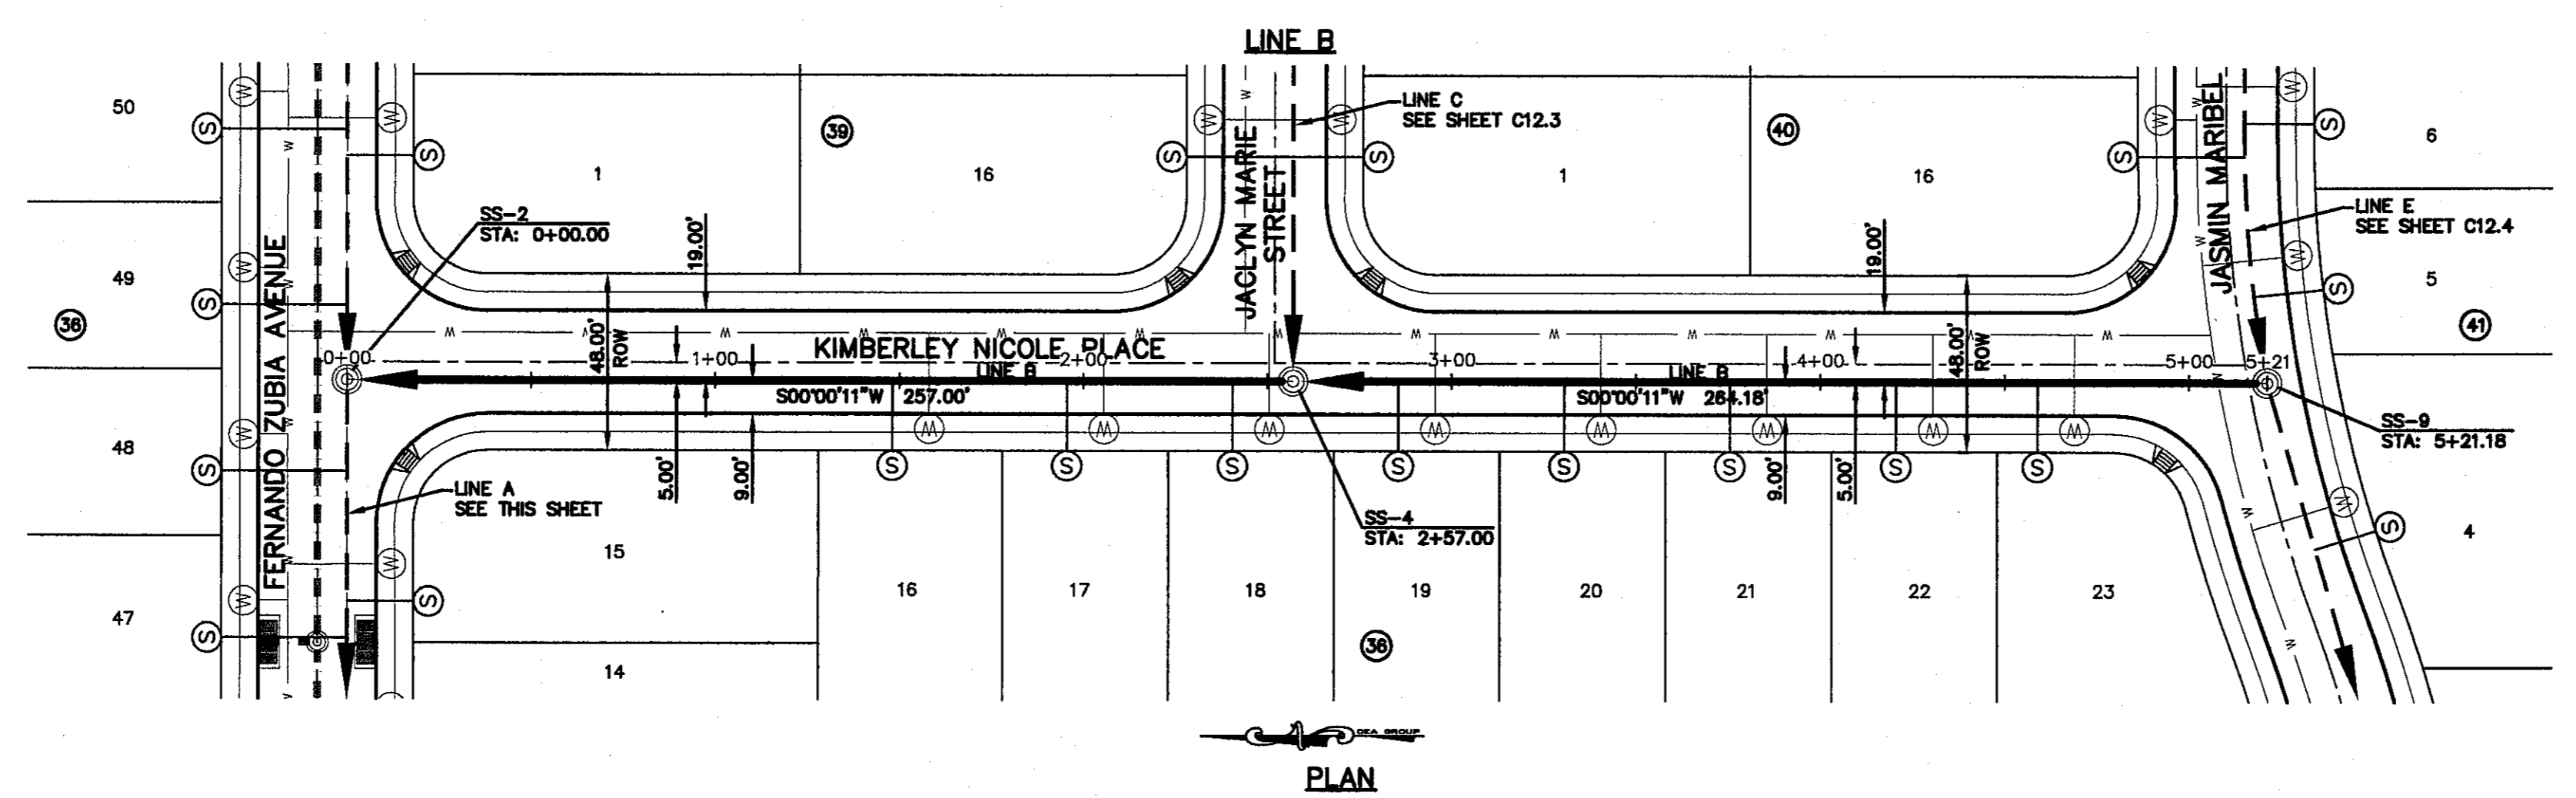 LINE B
50
49
48
47
36
FERNANDO ZUBIA AVENUE
SS-2
STA: 0+00.00
0+00
LINE A
SEE THIS SHEET
1
39
16
19.00'
48.00'
ROW
1+00
KIMBERLEY NICOLE PLACE
2+00
LINE B
S00°00'11"W 257.00'
5.00'
9.00'
JACLYN MARIE
STREET
LINE C
SEE SHEET C12.3
1
40
16
19.00'
3+00
LINE B
4+00
S00°00'11"W 264.18'
48.00'
ROW
5+00
5+21
9.00'
5.00'
SS-4
STA: 2+57.00
JASMIN MARIBEL
LINE E
SEE SHEET C12.4
SS-9
STA: 5+21.18
6
5
41
4
15
14
16
17
18
19
20
21
22
23
36
W
S
DEA GROUP
PLAN